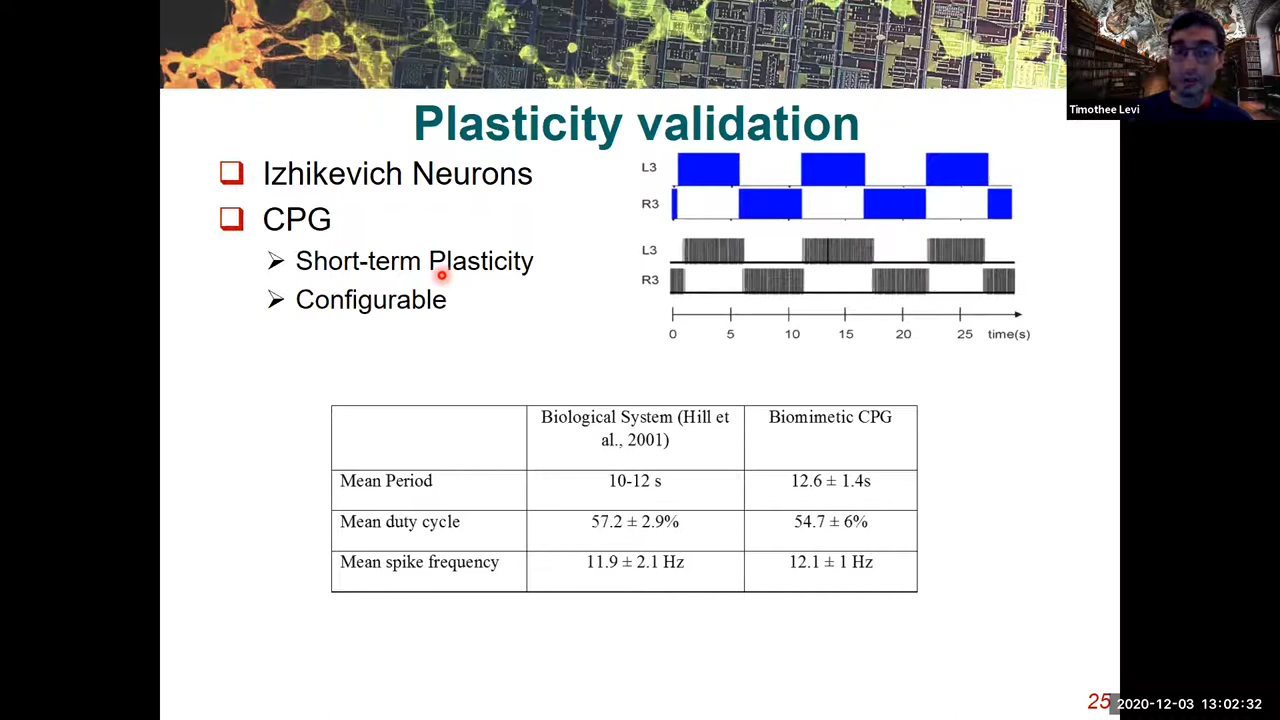 Timothee Levi
Plasticity validation
Izhikevich Neurons
CPG
Short-term Plasticity
Configurable
L3
R3
L3
R3
0 5 10 15 20 25 time(s)
Biological System (Hill et
al., 2001)
Biomimetic CPG
Mean Period 10-12 s 12.6 ± 1.4s
Mean duty cycle 57.2 ± 2.9% 54.7 ± 6%
Mean spike frequency 11.9 ± 2.1 Hz 12.1 ± 1 Hz
25
2020-12-03 13:02:32